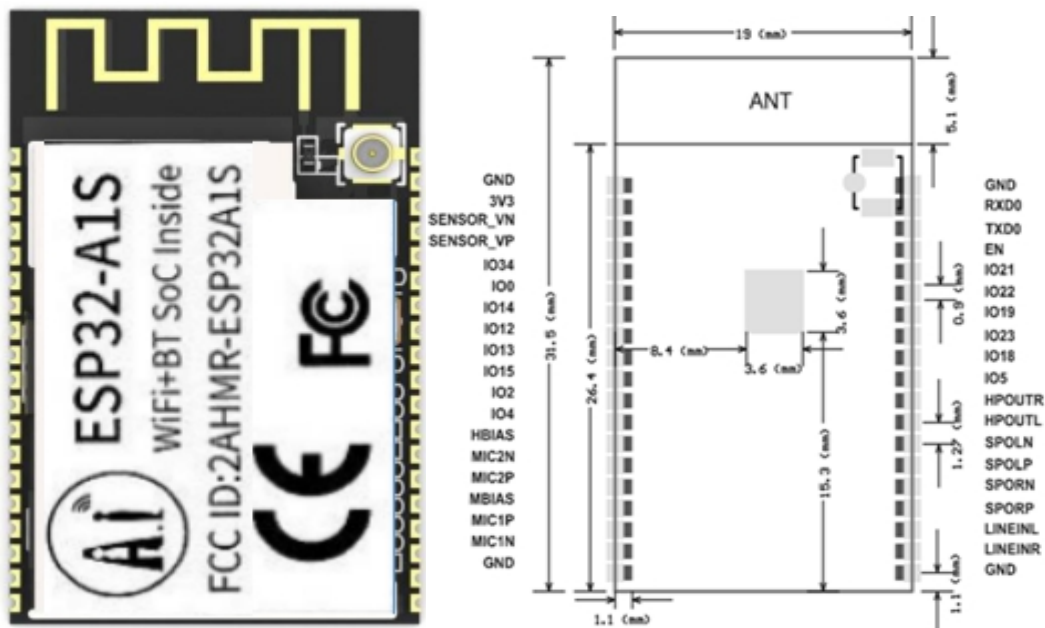 ESP32-A1S
WiFi+BT SoC Inside
FCC ID:2AHMR-ESP32A1S
A.i
FC
CE
GND
3V3
SENSOR_VN
SENSOR_VP
IO34
IO0
IO14
IO12
IO13
IO15
IO2
IO4
HBIAS
MIC2N
MIC2P
MBIAS
MIC1P
MIC1N
GND
19 (mm)
ANT
5.1 (mm)
31.5 (mm)
26.4 (mm)
8.4 (mm)
3.6 (mm)
3.6 (mm)
15.3 (mm)
1.1 (mm)
0.9 (mm)
1.27 (mm)
1.1 (mm)
GND
RXD0
TXD0
EN
IO21
IO22
IO19
IO23
IO18
IO5
HPOUTR
HPOUTL
SPOLN
SPOLP
SPORN
SPORP
LINEINL
LINEINR
GND